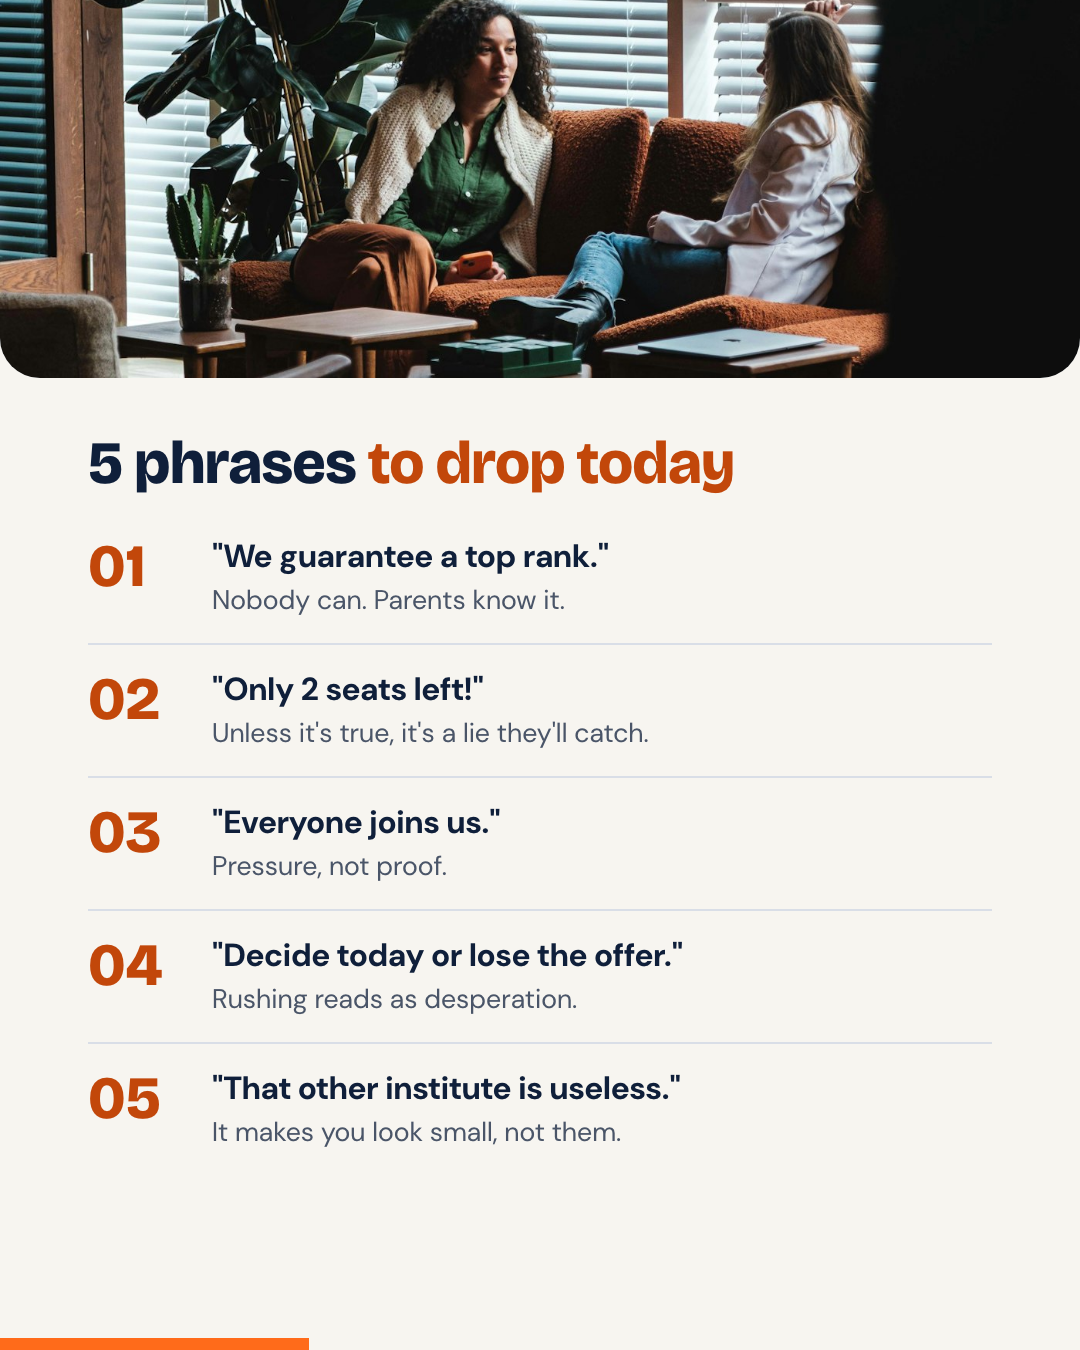 5 phrases to drop today
01
"We guarantee a top rank."
Nobody can. Parents know it.
02
"Only 2 seats left!"
Unless it's true, it's a lie they'll catch.
03
"Everyone joins us."
Pressure, not proof.
04
"Decide today or lose the offer."
Rushing reads as desperation.
05
"That other institute is useless."
It makes you look small, not them.